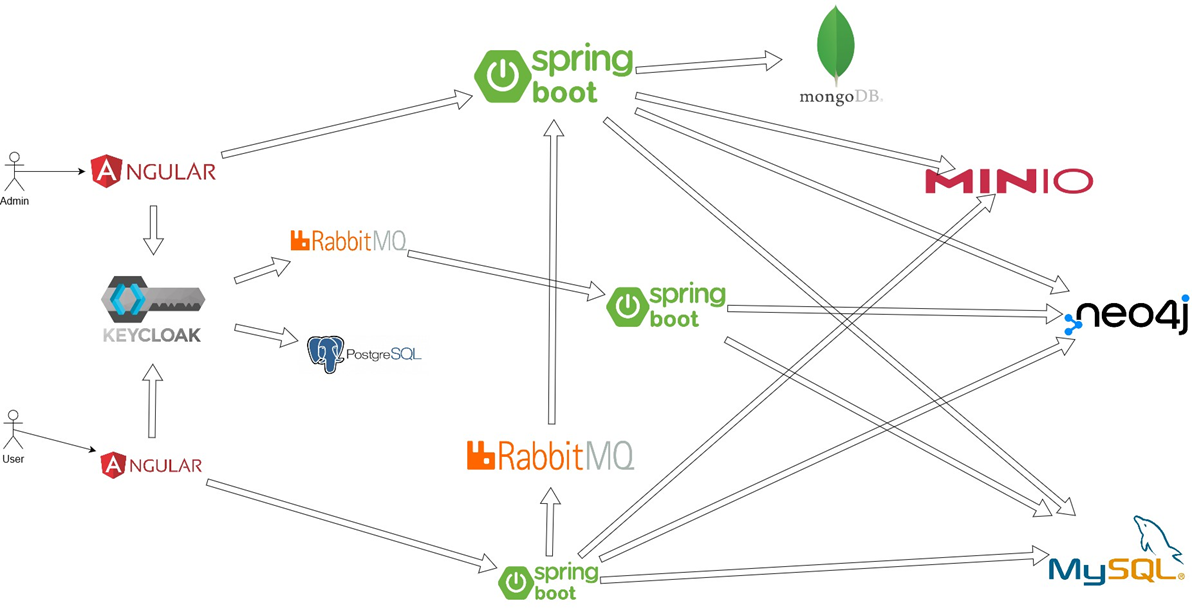 spring
boot
mongoDB.
Admin
ANGULAR
MINIO
RabbitMQ
KEYCLOAK
spring
boot
neo4j
PostgreSQL
User
ANGULAR
RabbitMQ
spring
boot
MySQL®